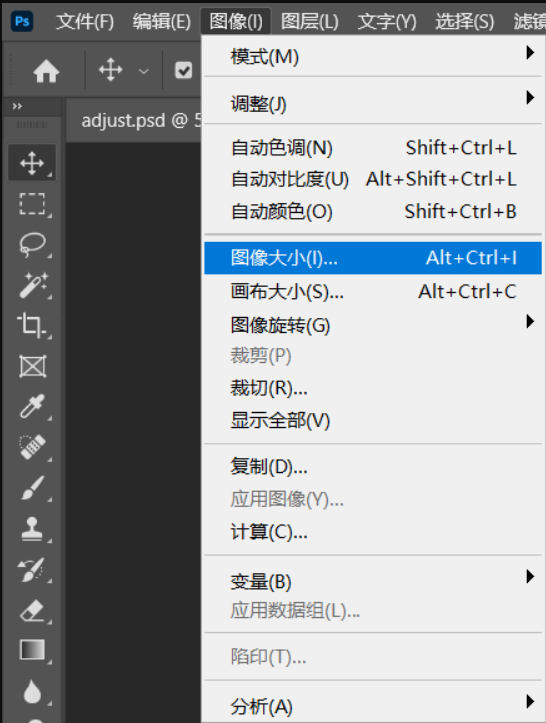 Ps 文件(F) 编辑(E) 图像(I) 图层(L) 文字(Y) 选择(S) 滤镜
adjust.psd @ 5
模式(M)
调整(J)
自动色调(N) Shift+Ctrl+L
自动对比度(U) Alt+Shift+Ctrl+L
自动颜色(O) Shift+Ctrl+B
图像大小(I)... Alt+Ctrl+I
画布大小(S)... Alt+Ctrl+C
图像旋转(G)
裁剪(P)
裁切(R)...
显示全部(V)
复制(D)...
应用图像(Y)...
计算(C)...
变量(B)
应用数据组(L)...
陷印(T)...
分析(A)